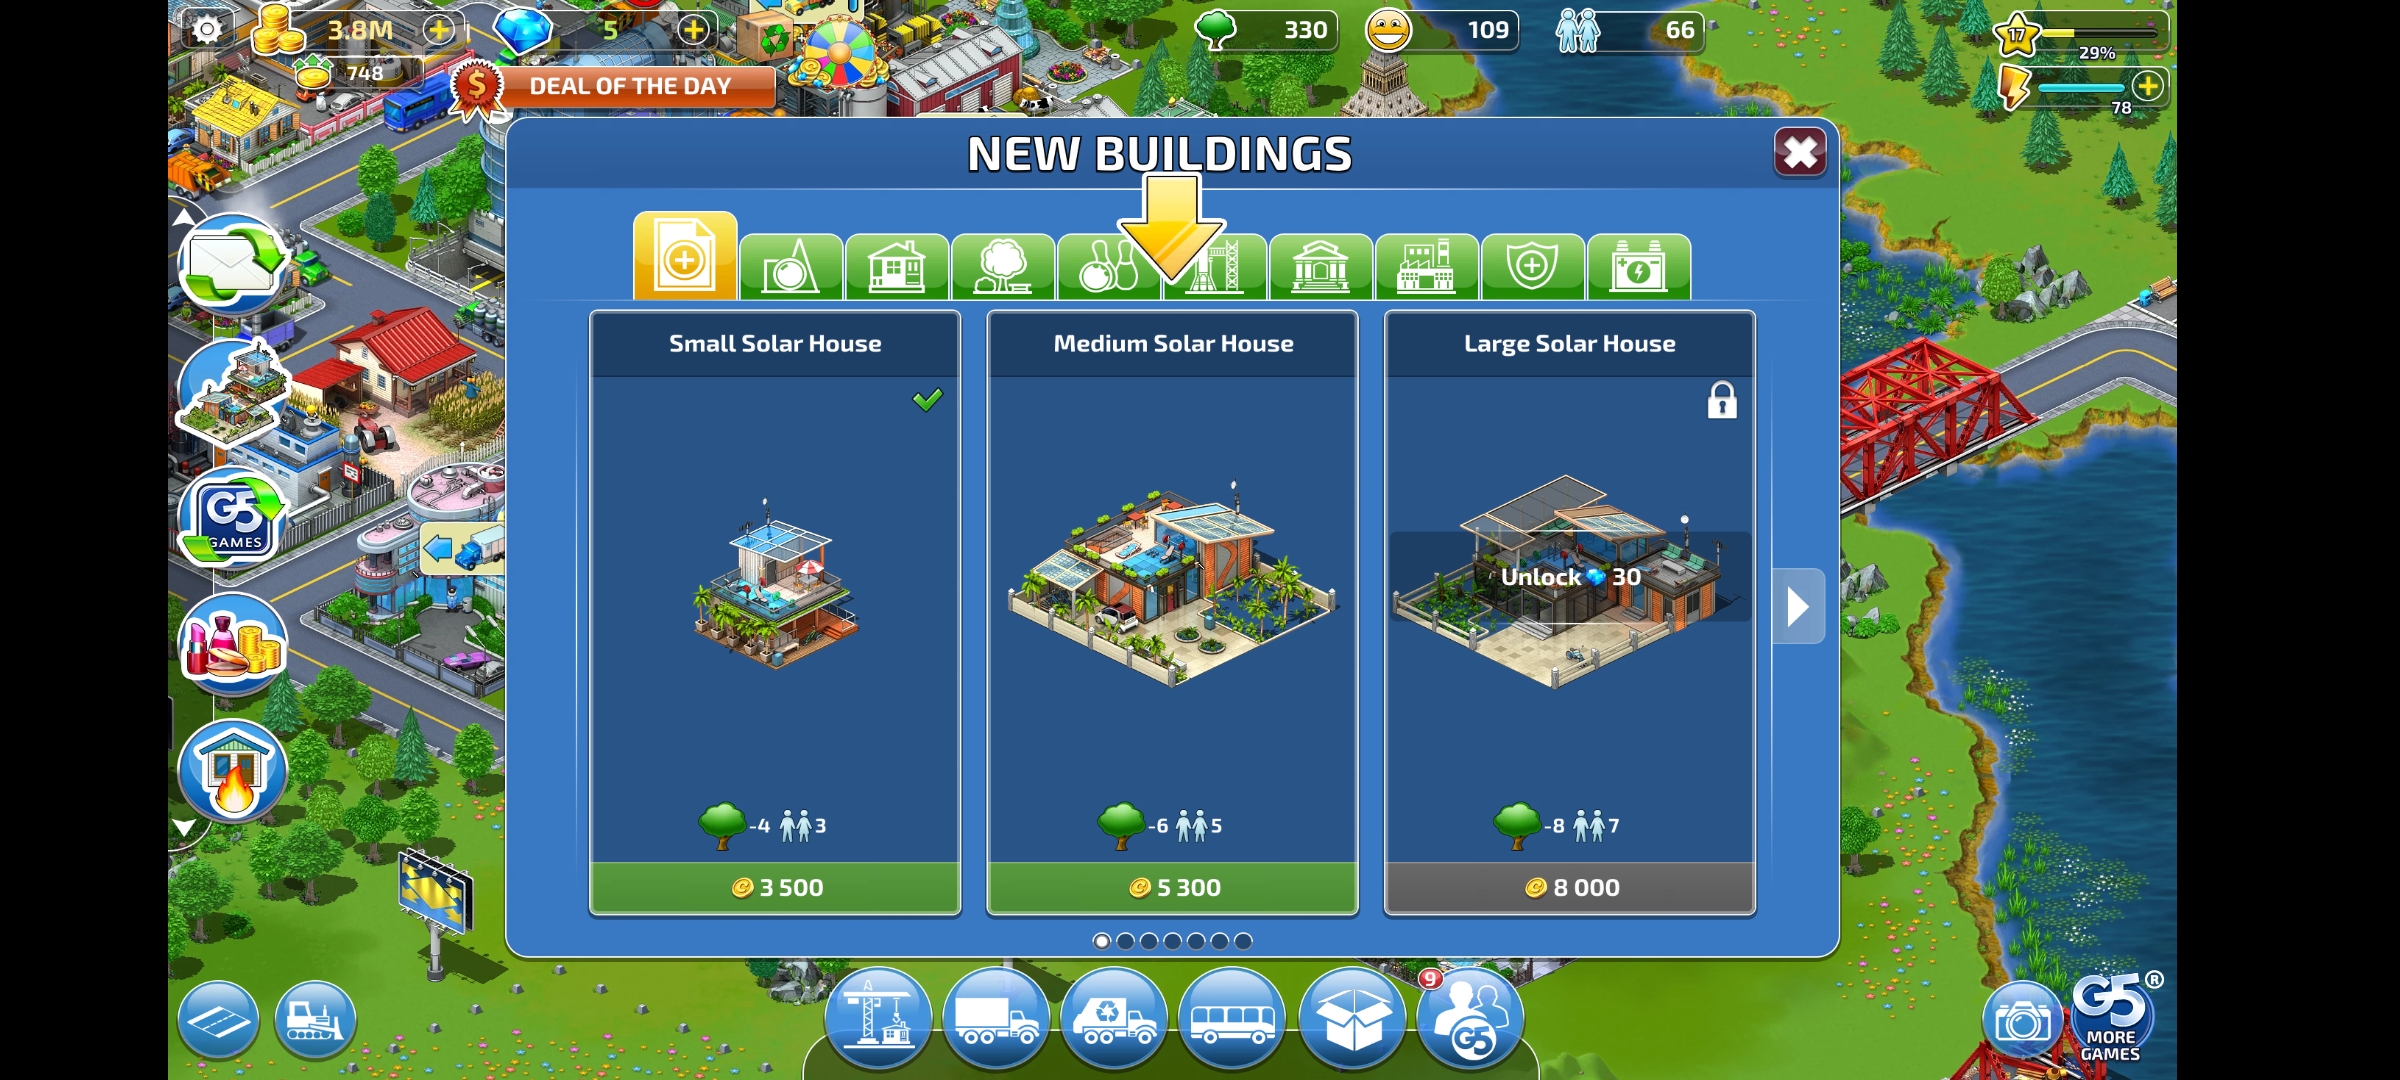 3.8M
5
330
109
66
17
29%
748
78
DEAL OF THE DAY
NEW BUILDINGS
Small Solar House
Medium Solar House
Large Solar House
Unlock 30
-4 3
-6 5
-8 7
3 500
5 300
8 000
G5
GAMES
9
G5
G5®
MORE
GAMES